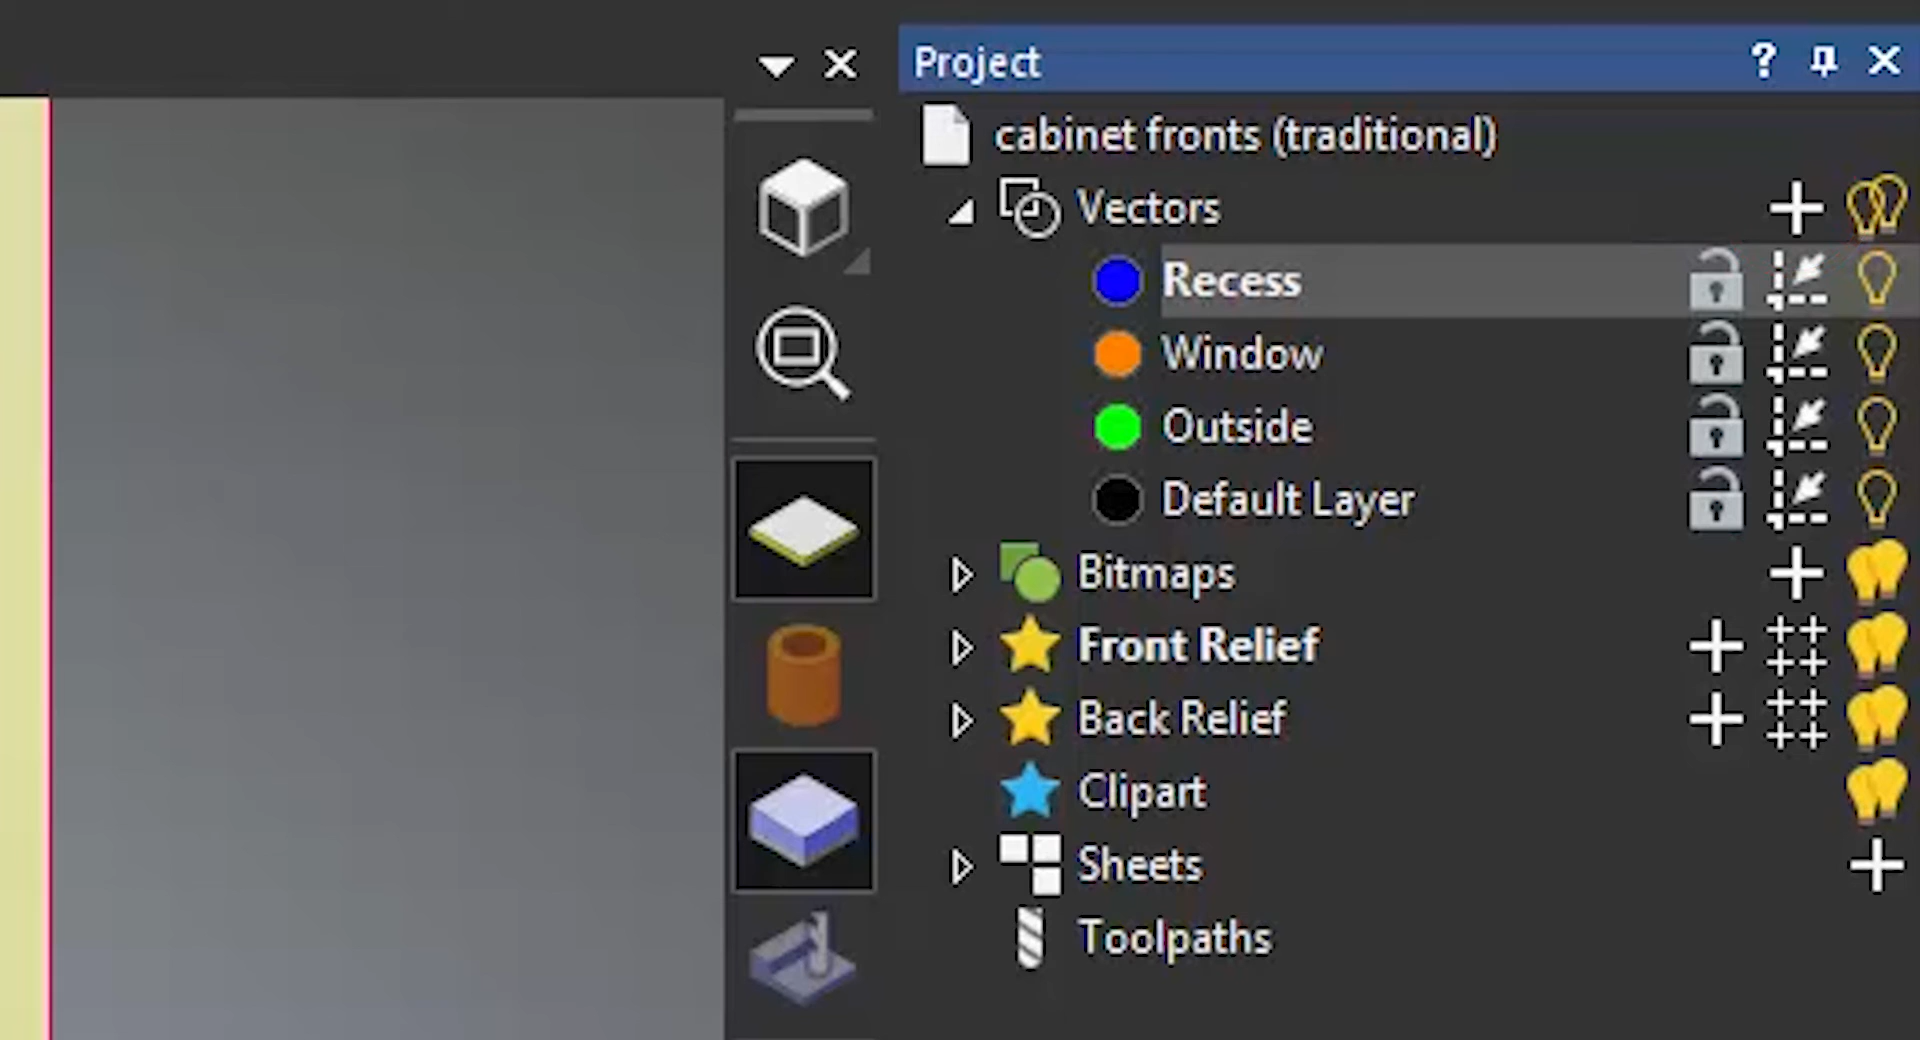 Project
cabinet fronts (traditional)
Vectors
Recess
Window
Outside
Default Layer
Bitmaps
Front Relief
Back Relief
Clipart
Sheets
Toolpaths